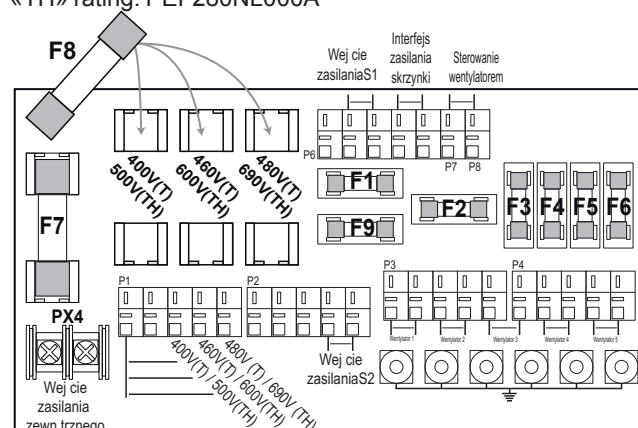 F8
Wej cie
zasilaniaS1
Interfejs
zasilania
skrzynki
Sterowanie
wentylatorem
400V(T)
500V(TH)
460V(T)
600V(TH)
480V(T)
690V(TH)
P6
P7
P8
F1
F9
F2
F3
F4
F5
F6
F7
P1
P2
P3
P4
PX4
Wej cie
zasilania
400V(T) / 500V(TH)
460V(T) / 600V(TH)
480V(T) / 690V (TH)
Wej cie
zasilaniaS2
Wentylator 1
Wentylator 2
Wentylator 3
Wentylator 4
Wentylator 5